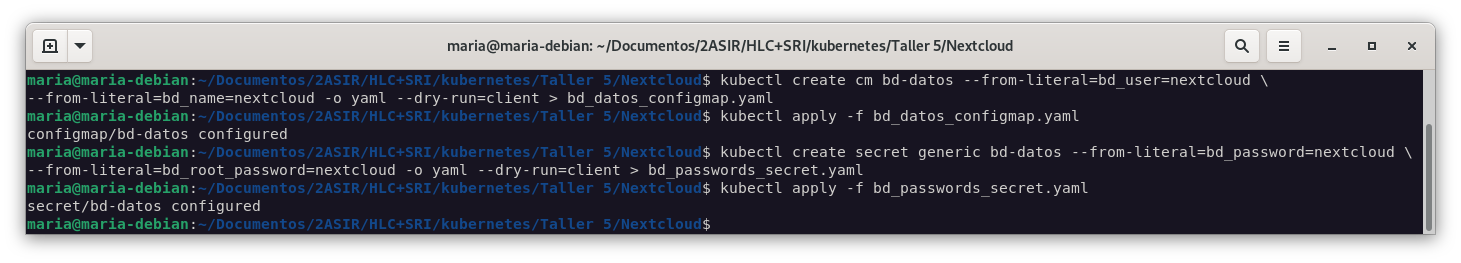 maria@maria-debian: ~/Documentos/2ASIR/HLC+SRI/kubernetes/Taller 5/Nextcloud
maria@maria-debian:~/Documentos/2ASIR/HLC+SRI/kubernetes/Taller 5/Nextcloud$ kubectl create cm bd-datos --from-literal=bd_user=nextcloud \
--from-literal=bd_name=nextcloud -o yaml --dry-run=client > bd_datos_configmap.yaml
maria@maria-debian:~/Documentos/2ASIR/HLC+SRI/kubernetes/Taller 5/Nextcloud$ kubectl apply -f bd_datos_configmap.yaml
configmap/bd-datos configured
maria@maria-debian:~/Documentos/2ASIR/HLC+SRI/kubernetes/Taller 5/Nextcloud$ kubectl create secret generic bd-datos --from-literal=bd_password=nextcloud \
--from-literal=bd_root_password=nextcloud -o yaml --dry-run=client > bd_passwords_secret.yaml
maria@maria-debian:~/Documentos/2ASIR/HLC+SRI/kubernetes/Taller 5/Nextcloud$ kubectl apply -f bd_passwords_secret.yaml
secret/bd-datos configured
maria@maria-debian:~/Documentos/2ASIR/HLC+SRI/kubernetes/Taller 5/Nextcloud$